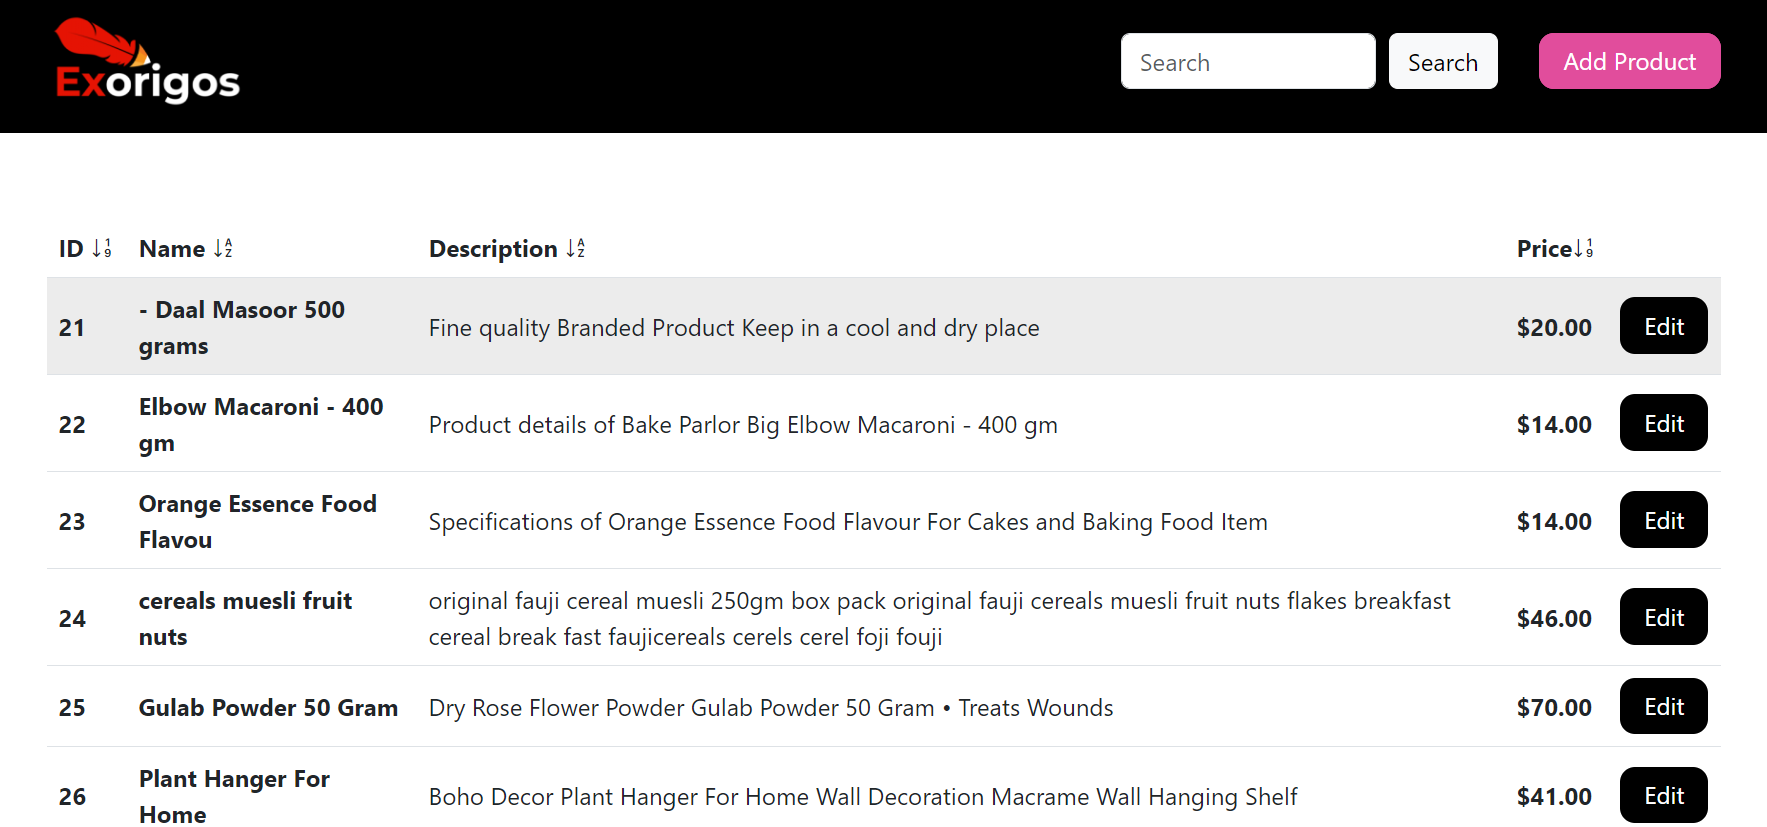 Exorigos
Search Search Add Product
ID Name Description Price
21 - Daal Masoor 500 grams Fine quality Branded Product Keep in a cool and dry place $20.00 Edit
22 Elbow Macaroni - 400 gm Product details of Bake Parlor Big Elbow Macaroni - 400 gm $14.00 Edit
23 Orange Essence Food Flavou Specifications of Orange Essence Food Flavour For Cakes and Baking Food Item $14.00 Edit
24 cereals muesli fruit nuts original fauji cereal muesli 250gm box pack original fauji cereals muesli fruit nuts flakes breakfast cereal break fast faujicereals cerels cerel foji fouji $46.00 Edit
25 Gulab Powder 50 Gram Dry Rose Flower Powder Gulab Powder 50 Gram • Treats Wounds $70.00 Edit
26 Plant Hanger For Home Boho Decor Plant Hanger For Home Wall Decoration Macrame Wall Hanging Shelf $41.00 Edit